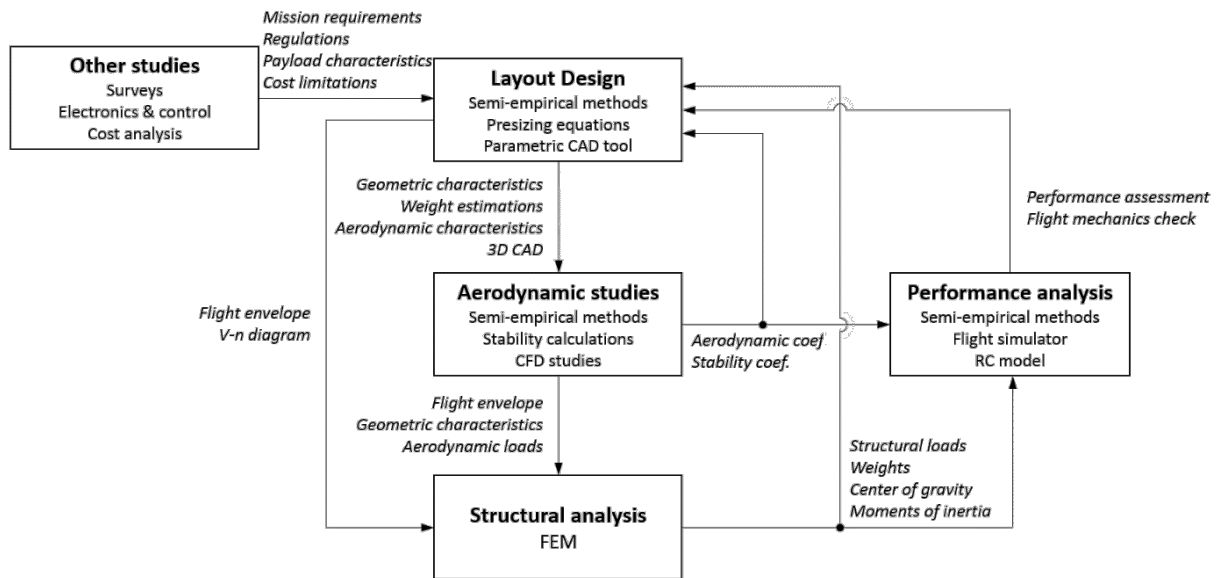 Mission requirements
Regulations
Payload characteristics
Cost limitations
Other studies
Surveys
Electronics & control
Cost analysis
Layout Design
Semi-empirical methods
Presizing equations
Parametric CAD tool
Geometric characteristics
Weight estimations
Aerodynamic characteristics
3D CAD
Performance assessment
Flight mechanics check
Flight envelope
V-n diagram
Aerodynamic studies
Semi-empirical methods
Stability calculations
CFD studies
Aerodynamic coef
Stability coef.
Performance analysis
Semi-empirical methods
Flight simulator
RC model
Flight envelope
Geometric characteristics
Aerodynamic loads
Structural loads
Weights
Center of gravity
Moments of inertia
Structural analysis
FEM